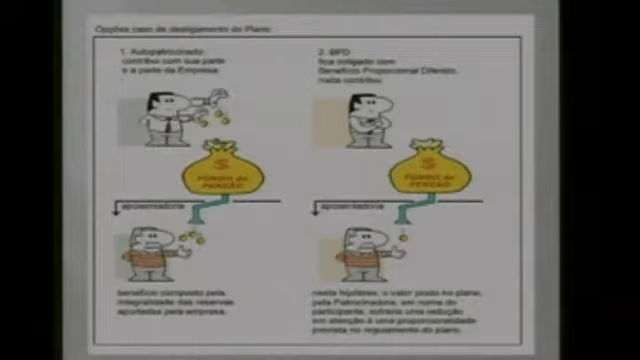 Opções caso de desligamento do Plano:
1. Autopatrocinado:
contribui com sua parte
e a parte da Empresa.
$
FUNDO de
PENSÃO
aposentadoria
benefício composto pela
integralidade das reservas
aportadas pela empresa.
2. BPD:
fica coligado com
Benefício Proporcional Diferido,
nada contribui.
$
FUNDO de
PENSÃO
aposentadoria
nesta hipótese, o valor posto no plano,
pela Patrocinadora, em nome do
participante, sofreria uma redução
em atenção à uma proporcionalidade
prevista no regulamento do plano.